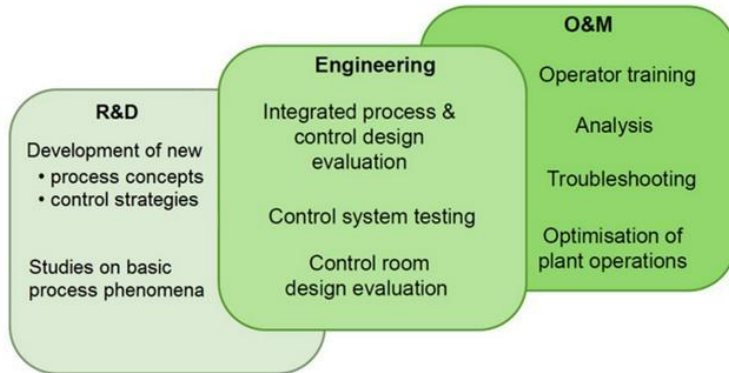 R&D
Development of new
• process concepts
• control strategies
Studies on basic
process phenomena
Engineering
Integrated process &
control design
evaluation
Control system testing
Control room
design evaluation
O&M
Operator training
Analysis
Troubleshooting
Optimisation of
plant operations